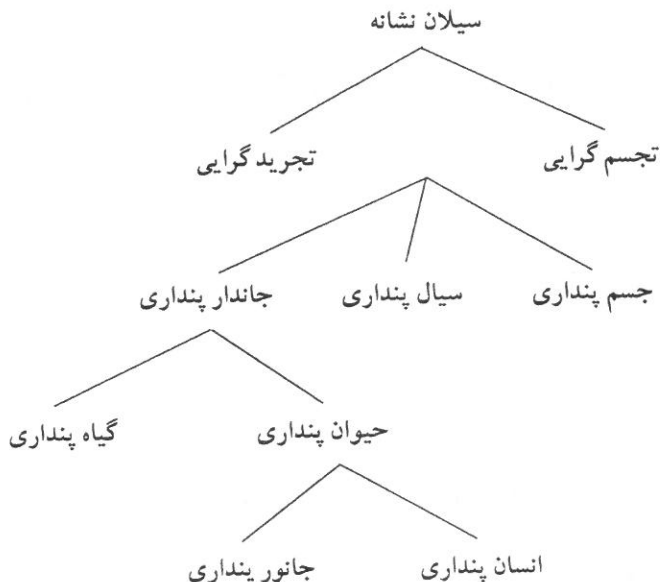 سیلان نشانه
تجسم گرایی
تجرید گرایی
جسم پنداری
سیال پنداری
جاندار پنداری
حیوان پنداری
گیاه پنداری
انسان پنداری
جانور پنداری